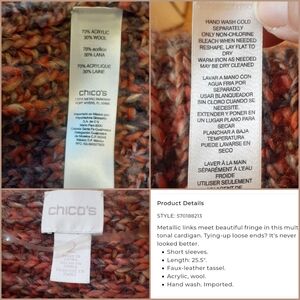 70% ACRYLIC
30% WOOL
70% acrílico
30% LANA
70% ACRYLIQUE
30% LAINE
chico's
HAND WASH COLD
SEPARATELY
ONLY NON-CHLORINE
BLEACH WHEN NEEDED
RESHAPE, LAY FLAT TO
DRY
WARM IRON AS NEEDED
MAY BE DRY CLEANED
LAVAR A MANO CON
AGUA FRIA POR
SEPARADO
USAR BLANQUEADOR
SIN CLORO CUANDO SE
NECESITE
EXTENDER Y PONER EN
UN LUGAR PLANO PARA
SECAR
PLANCHAR A BAJA
TEMPERATURA
PUEDE LAVARSE EN
SECO
LAVER À LA MAIN
SÉPARÉMENT À L'EAU
FROIDE
UTILISER SEULEMENT
chico's
Product Details
STYLE: 570188213
Metallic links meet beautiful fringe in this multi
tonal cardigan. Tying-up loose ends? It's never
looked better.
• Short sleeves.
• Length: 25.5".
• Faux-leather tassel.
• Acrylic, wool.
• Hand wash. Imported.